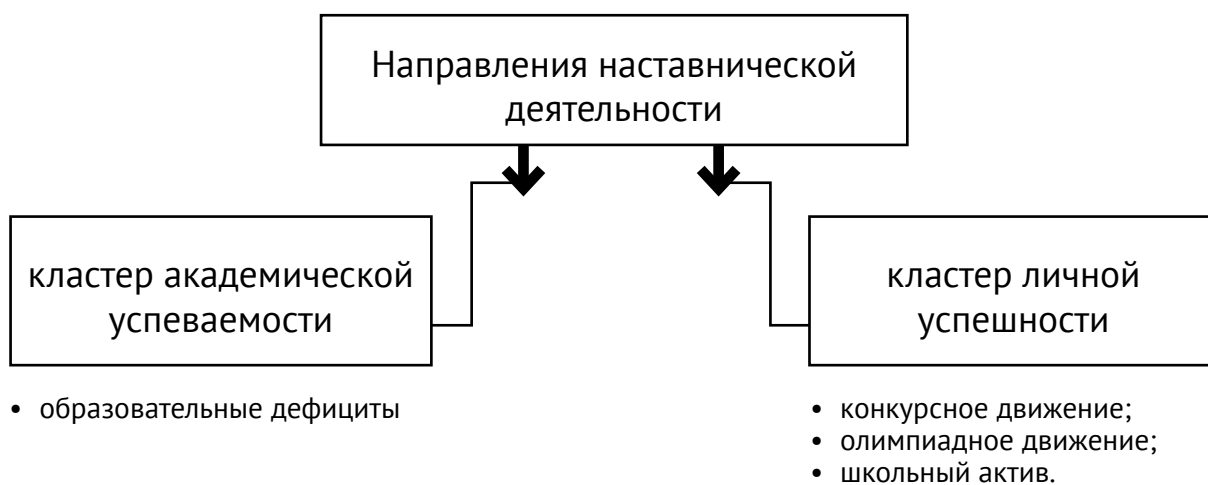 Направления наставнической
деятельности
кластер академической
успеваемости
• образовательные дефициты
кластер личной
успешности
• конкурсное движение;
• олимпиадное движение;
• школьный актив.